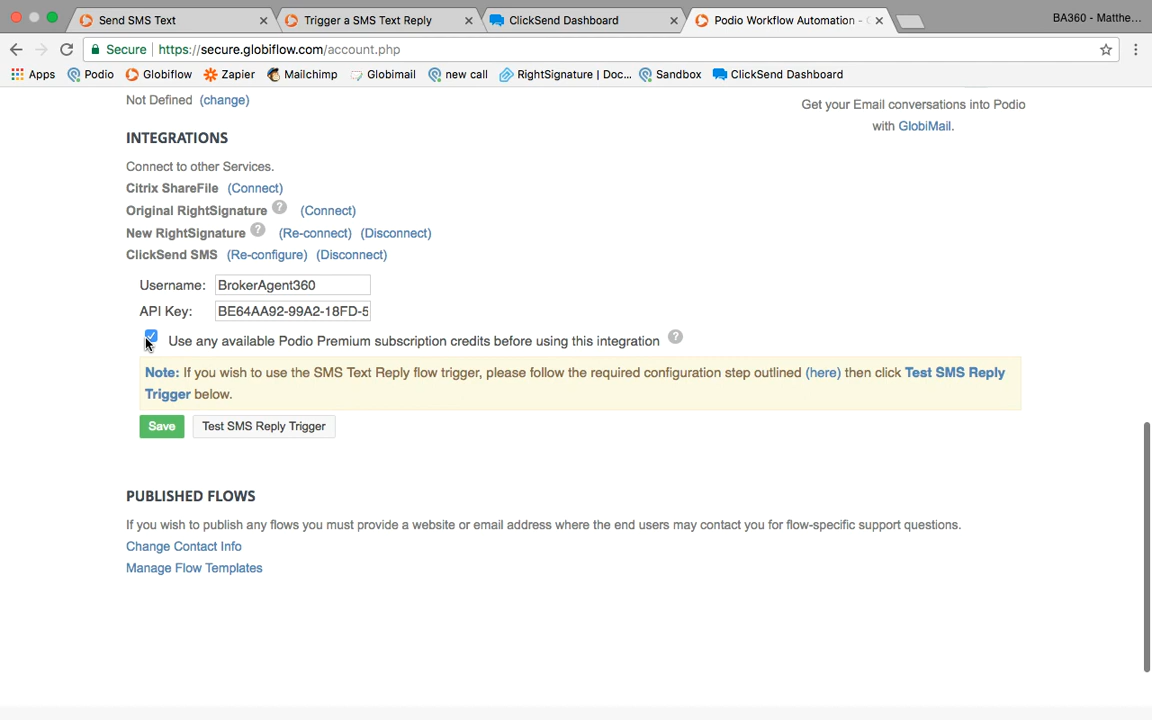 Send SMS Text
Trigger a SMS Text Reply
ClickSend Dashboard
Podio Workflow Automation -
BA360 - Matthe...
Secure https://secure.globiflow.com/account.php
Apps Podio Globiflow Zapier Mailchimp Globimail new call RightSignature | Doc... Sandbox ClickSend Dashboard
Not Defined (change)
Get your Email conversations into Podio
with GlobiMail.
INTEGRATIONS
Connect to other Services.
Citrix ShareFile (Connect)
Original RightSignature ? (Connect)
New RightSignature ? (Re-connect) (Disconnect)
ClickSend SMS (Re-configure) (Disconnect)
Username: BrokerAgent360
API Key: BE64AA92-99A2-18FD-5
Use any available Podio Premium subscription credits before using this integration ?
Note: If you wish to use the SMS Text Reply flow trigger, please follow the required configuration step outlined (here) then click Test SMS Reply
Trigger below.
Save Test SMS Reply Trigger
PUBLISHED FLOWS
If you wish to publish any flows you must provide a website or email address where the end users may contact you for flow-specific support questions.
Change Contact Info
Manage Flow Templates